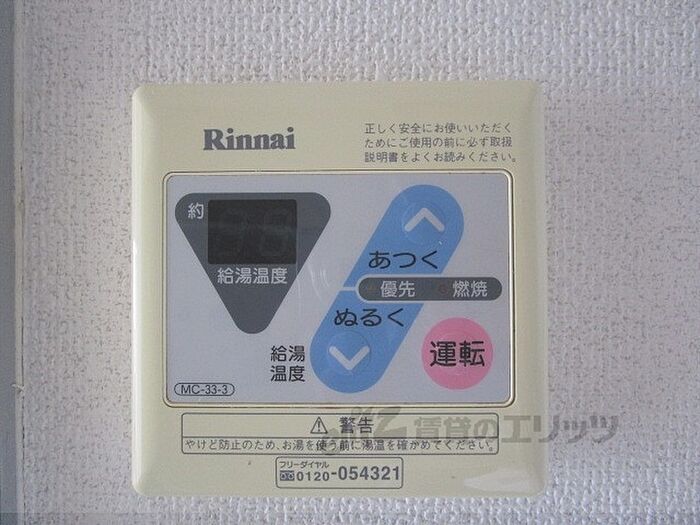 Rinnai
正しく安全にお使いいただく
ためにご使用の前に必ず取扱
説明書をよくお読みください。
約
給湯温度
あつく
優先 燃焼
ぬるく
給湯
温度
運転
MC-33-3
⚠警告
やけど防止のため、お湯を使う前に湯温を確かめてください。
フリーダイヤル
0120-054321
賃貸のエリッツ